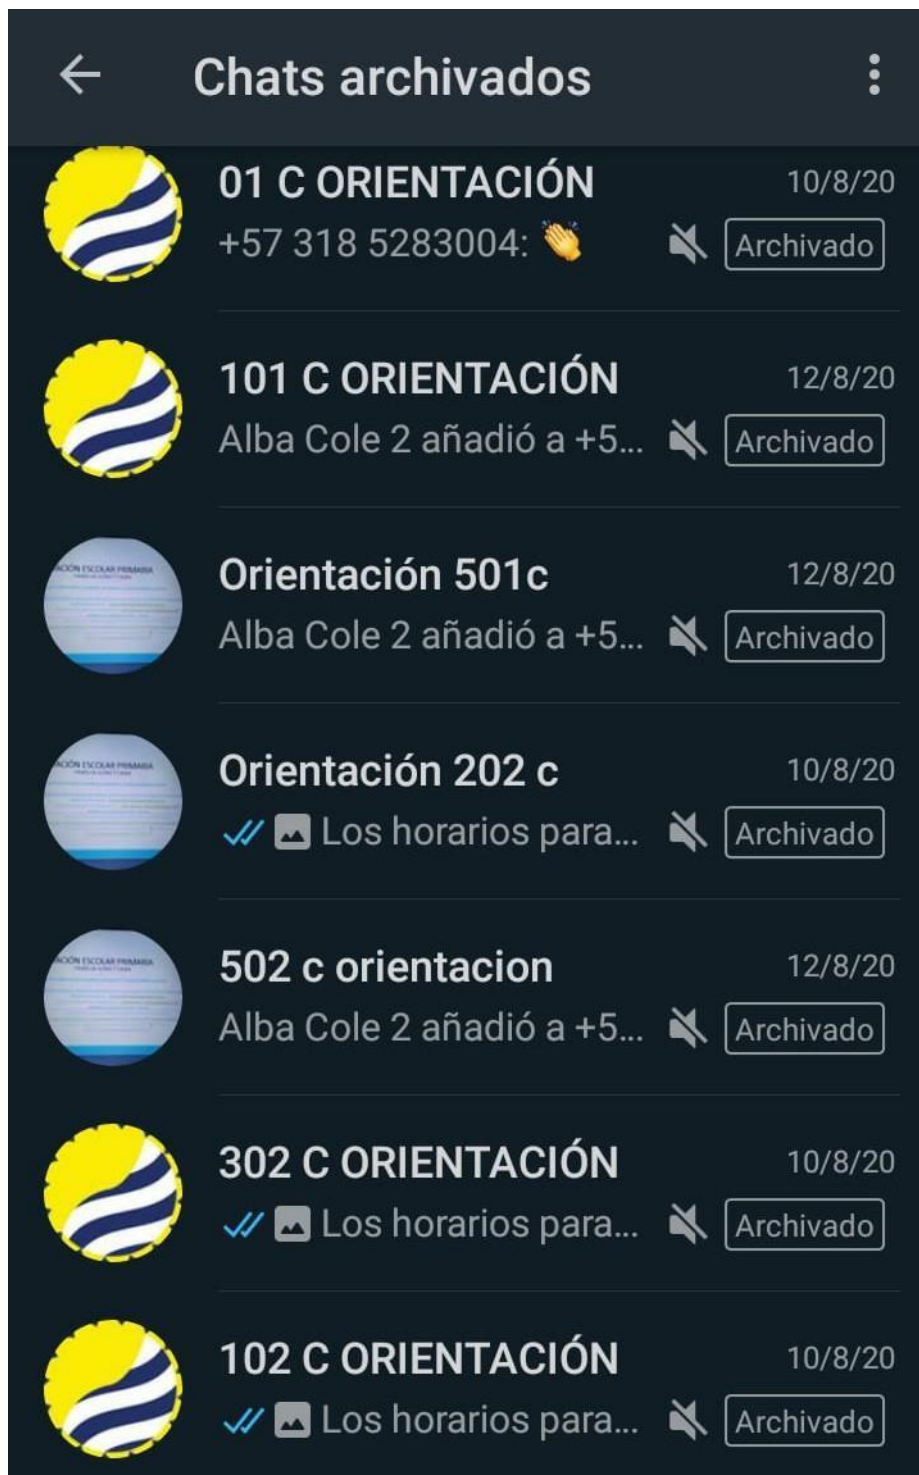 Chats archivados
01 C ORIENTACIÓN 10/8/20
+57 318 5283004: 👏 Archivado
101 C ORIENTACIÓN 12/8/20
Alba Cole 2 añadió a +5... Archivado
Orientación 501c 12/8/20
Alba Cole 2 añadió a +5... Archivado
Orientación 202 c 10/8/20
Los horarios para... Archivado
502 c orientacion 12/8/20
Alba Cole 2 añadió a +5... Archivado
302 C ORIENTACIÓN 10/8/20
Los horarios para... Archivado
102 C ORIENTACIÓN 10/8/20
Los horarios para... Archivado